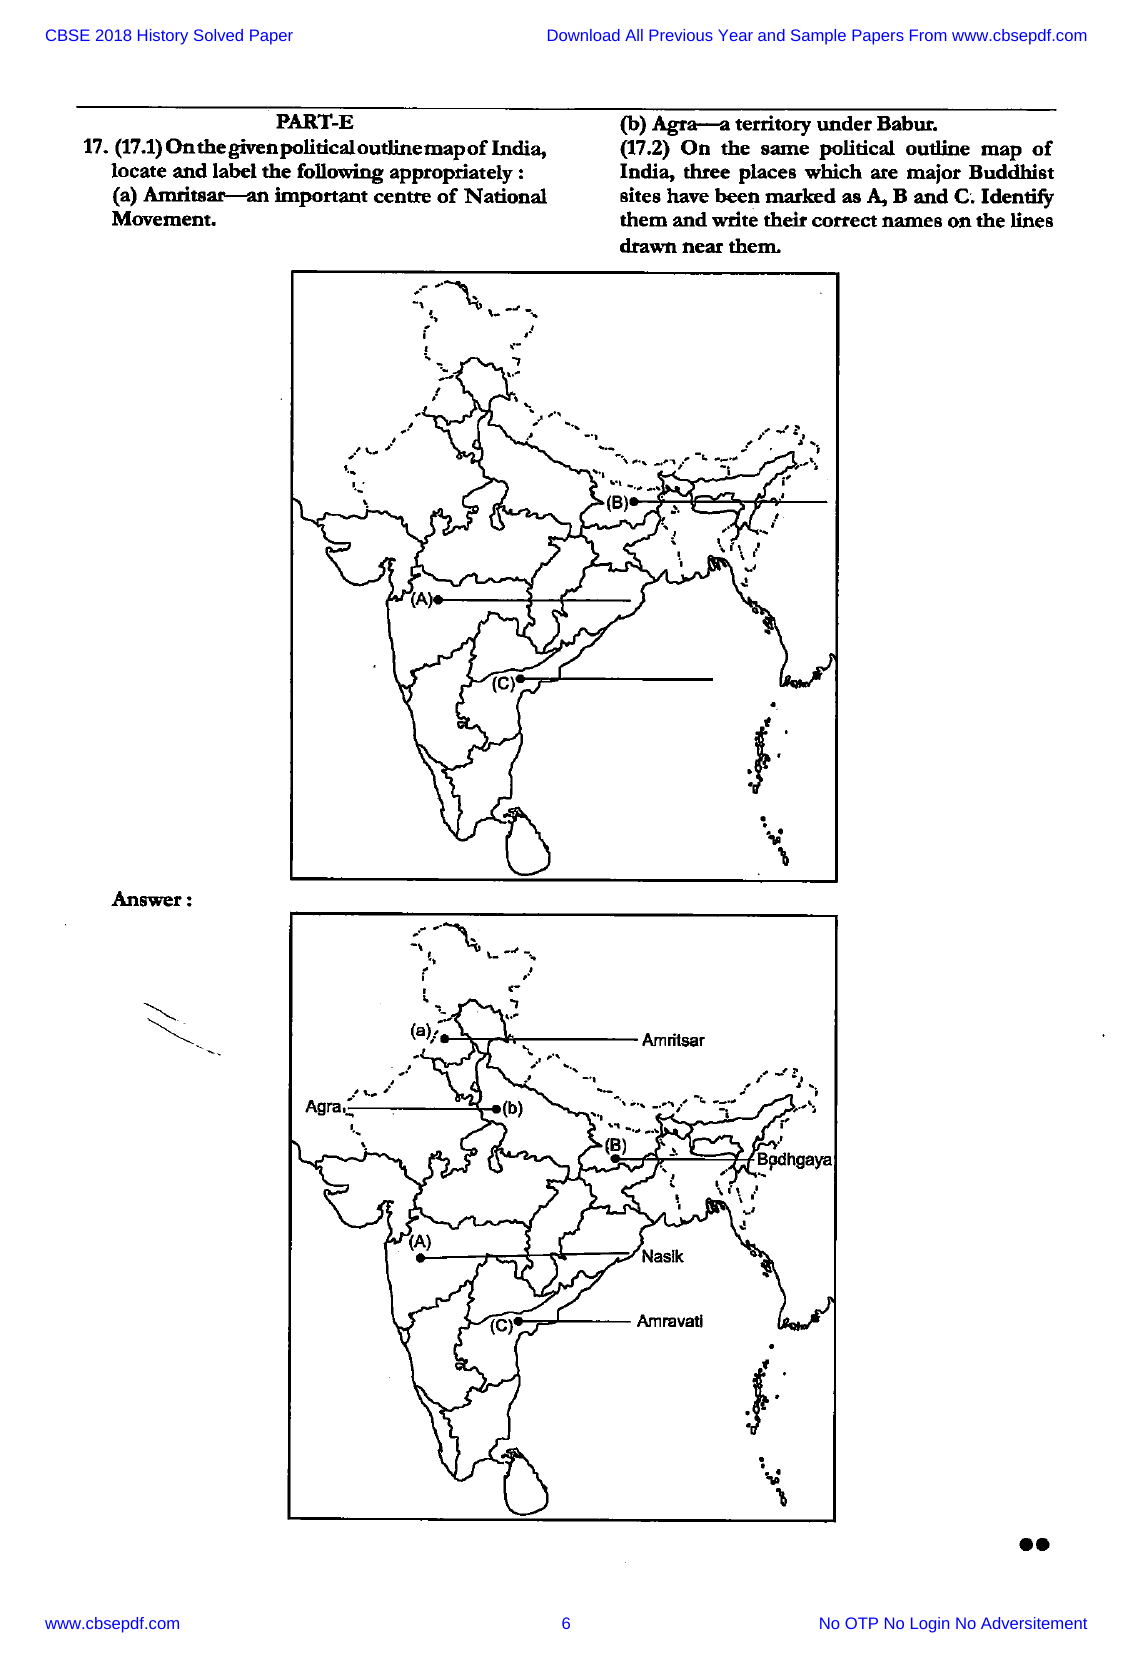 CBSE 2018 History Solved Paper
Download All Previous Year and Sample Papers From www.cbsepdf.com
PART-E
17. (17.1) On the given political outline map of India,
locate and label the following appropriately :
(a) Amritsar—an important centre of National
Movement.
(b) Agra—a territory under Babur.
(17.2) On the same political outline map of
India, three places which are major Buddhist
sites have been marked as A, B and C. Identify
them and write their correct names on the lines
drawn near them.
(B)
(A)
(C)
Answer :
(a)
Amritsar
Agra
(b)
(B)
Bodhgaya
(A)
Nasik
(C)
Amravati
www.cbsepdf.com
6
No OTP No Login No Adversitement